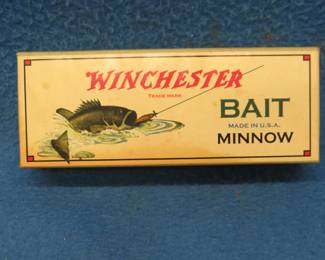 WINCHESTER
TRADE MARK
BAIT
MADE IN U.S.A.
MINNOW